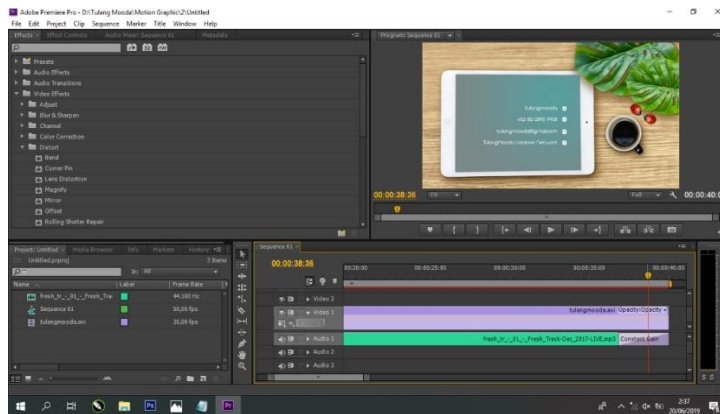 Adobe Premiere Pro - D:\Tulang Mooda\Motion Graphic\2\Untitled
File Edit Project Clip Sequence Marker Title Window Help
Effects Effect Controls Audio Mixer: Sequence 01 Metadata
Program: Sequence 01
Presets
Audio Effects
Audio Transitions
Video Effects
Adjust
Blur & Sharpen
Channel
Color Correction
Distort
Bend
Corner Pin
Lens Distortion
Magnify
Mirror
Offset
Rolling Shutter Repair
tulangmooda
00:00:38:36
Fit
Full
00:00:40:0
Project: Untitled Media Browser Info Markers History
Untitled.prproj
3 Items
In: All
Name Label Frame Rate
fresh_tr_-_01_-_Fresh_Trac 44,100 Hz
Sequence 01 50,00 fps
tulangmooda.avi 30,00 fps
Sequence 01
00:00:38:36
00:00:25:00 00:00:30:00 00:00:35:00 00:00:40:00
Video 2
Video 1
tulangmooda.avi Opacity:Opacity
Audio 1
fresh_tr_-_01_-_Fresh_Track-Dec_2017-LIVE.mp3 Constant Gain
Audio 2
Audio 3
S S
Ps
Pr
2:37
20/06/2019